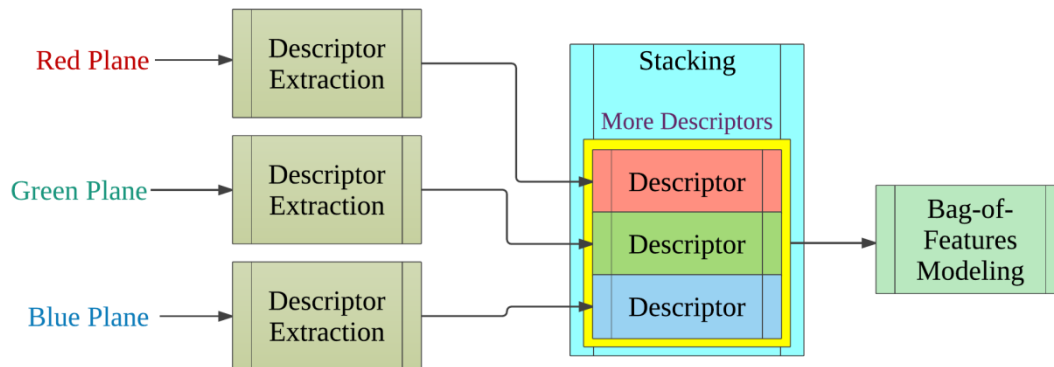 Red Plane
Descriptor
Extraction
Green Plane
Descriptor
Extraction
Blue Plane
Descriptor
Extraction
Stacking
More Descriptors
Descriptor
Descriptor
Descriptor
Bag-of-
Features
Modeling